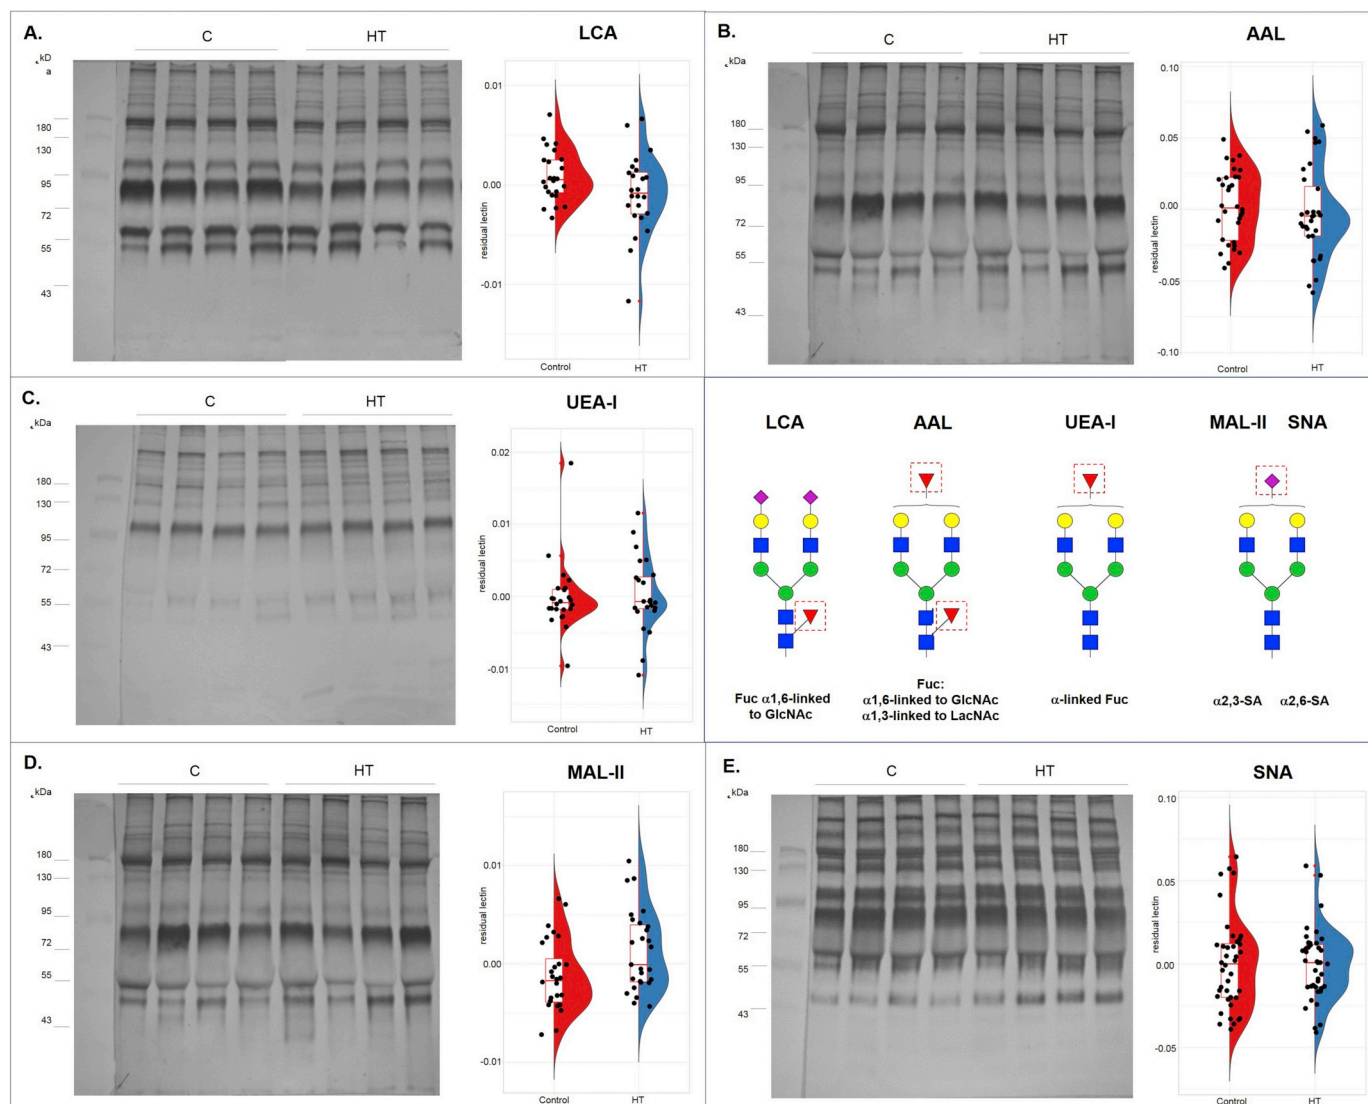 A.
C
HT
LCA
kD
a
180
130
95
72
55
43
residual lectin
0.01
0.00
-0.01
Control
HT
B.
C
HT
AAL
kDa
180
130
95
72
55
43
residual lectin
0.10
0.05
0.00
-0.05
-0.10
Control
HT
C.
C
HT
UEA-I
kDa
180
130
95
72
55
43
residual lectin
0.02
0.01
0.00
-0.01
Control
HT
LCA
AAL
UEA-I
MAL-II SNA
Fuc α1,6-linked
to GlcNAc
Fuc:
α1,6-linked to GlcNAc
α1,3-linked to LacNAc
α-linked Fuc
α2,3-SA α2,6-SA
D.
C
HT
MAL-II
kDa
180
130
95
72
55
43
residual lectin
0.01
0.00
-0.01
Control
HT
E.
C
HT
SNA
kDa
180
130
95
72
55
43
residual lectin
0.10
0.05
0.00
-0.05
Control
HT